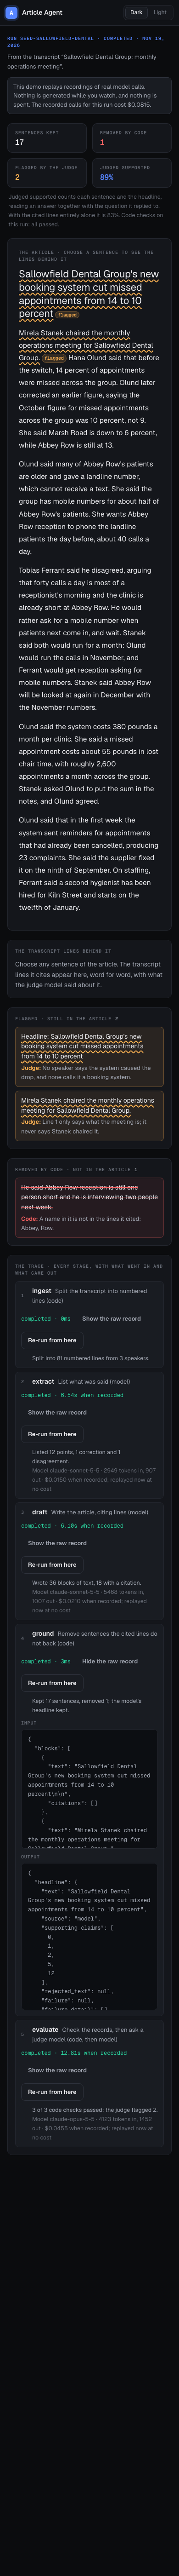 A Article Agent Dark Light
RUN SEED-SALLOWFIELD-DENTAL · COMPLETED · NOV 10,
2026
From the transcript “Sallowfield Dental Group: monthly
operations meeting”.
This demo replays recordings of real model calls.
Nothing is generated while you watch, and nothing is
spent. The recorded calls for this run cost $0.0815.
SENTENCES KEPT
17
REMOVED BY CODE
1
FLAGGED BY THE JUDGE
2
JUDGED SUPPORTED
89%
Judged supported counts each sentence and the headline,
reading an answer together with the question it replied to.
With the cited lines entirely alone it is 83%. Code checks on
this run: all passed.
THE ARTICLE · CHOOSE A SENTENCE TO SEE THE
LINES BEHIND IT
Sallowfield Dental Group's new
booking system cut missed
appointments from 14 to 10
percent flagged
Mirela Stanek chaired the monthly
operations meeting for Sallowfield Dental
Group. flagged Hana Olund said that before
the switch, 14 percent of appointments
were missed across the group. Olund later
corrected an earlier figure, saying the
October figure for missed appointments
across the group was 10 percent, not 9.
She said Marsh Road is down to 6 percent,
while Abbey Row is still at 13.
Olund said many of Abbey Row's patients
are older and gave a landline number,
which cannot receive a text. She said the
group has mobile numbers for about half of
Abbey Row's patients. She wants Abbey
Row reception to phone the landline
patients the day before, about 40 calls a
day.
Tobias Ferrant said he disagreed, arguing
that forty calls a day is most of a
receptionist's morning and the clinic is
already short at Abbey Row. He would
rather ask for a mobile number when
patients next come in, and wait. Stanek
said both would run for a month: Olund
would run the calls in November, and
Ferrant would get reception asking for
mobile numbers. Stanek said Abbey Row
will be looked at again in December with
the November numbers.
Olund said the system costs 380 pounds a
month per clinic. She said a missed
appointment costs about 55 pounds in lost
chair time, with roughly 2,600
appointments a month across the group.
Stanek asked Olund to put the sum in the
notes, and Olund agreed.
Olund said that in the first week the
system sent reminders for appointments
that had already been cancelled, producing
23 complaints. She said the supplier fixed
it on the ninth of September. On staffing,
Ferrant said a second hygienist has been
hired for Kiln Street and starts on the
twelfth of January.
THE TRANSCRIPT LINES BEHIND IT
Choose any sentence of the article. The transcript
lines it cites appear here, word for word, with what
the judge model said about it.
FLAGGED · STILL IN THE ARTICLE 2
Headline: Sallowfield Dental Group's new
booking system cut missed appointments
from 14 to 10 percent
Judge: No speaker says the system caused the
drop, and none calls it a booking system.
Mirela Stanek chaired the monthly operations
meeting for Sallowfield Dental Group.
Judge: Line 1 only says what the meeting is; it
never says Stanek chaired it.
REMOVED BY CODE · NOT IN THE ARTICLE 1
He said Abbey Row reception is still one
person short and he is interviewing two people
next week.
Code: A name in it is not in the lines it cited:
Abbey, Row.
THE TRACE · EVERY STAGE, WITH WHAT WENT IN AND
WHAT CAME OUT
1 ingest Split the transcript into numbered
lines (code)
completed · 0ms Show the raw record
Re-run from here
Split into 81 numbered lines from 3 speakers.
2 extract List what was said (model)
completed · 6.54s when recorded
Show the raw record
Re-run from here
Listed 12 points, 1 correction and 1
disagreement.
Model claude-sonnet-5-5 · 2949 tokens in, 907
out · $0.0150 when recorded; replayed now at
no cost
3 draft Write the article, citing lines (model)
completed · 6.10s when recorded
Show the raw record
Re-run from here
Wrote 36 blocks of text, 18 with a citation.
Model claude-sonnet-5-5 · 5468 tokens in,
1007 out · $0.0210 when recorded; replayed
now at no cost
4 ground Remove sentences the cited lines do
not back (code)
completed · 3ms Hide the raw record
Re-run from here
Kept 17 sentences, removed 1; the model's
headline kept.
INPUT
{
"blocks": [
{
"text": "Sallowfield Dental
Group's new booking system cut missed
appointments from 14 to 10
percent\n\n",
"citations": []
},
{
"text": "Mirela Stanek chaired
the monthly operations meeting for
OUTPUT
{
"headline": {
"text": "Sallowfield Dental
Group's new booking system cut missed
appointments from 14 to 10 percent",
"source": "model",
"supporting_claims": [
0,
1,
2,
5,
12
],
"rejected_text": null,
"failure": null,
5 evaluate Check the records, then ask a
judge model (code, then model)
completed · 12.81s when recorded
Show the raw record
Re-run from here
3 of 3 code checks passed; the judge flagged 2.
Model claude-opus-5-5 · 4123 tokens in, 1452
out · $0.0455 when recorded; replayed now at
no cost